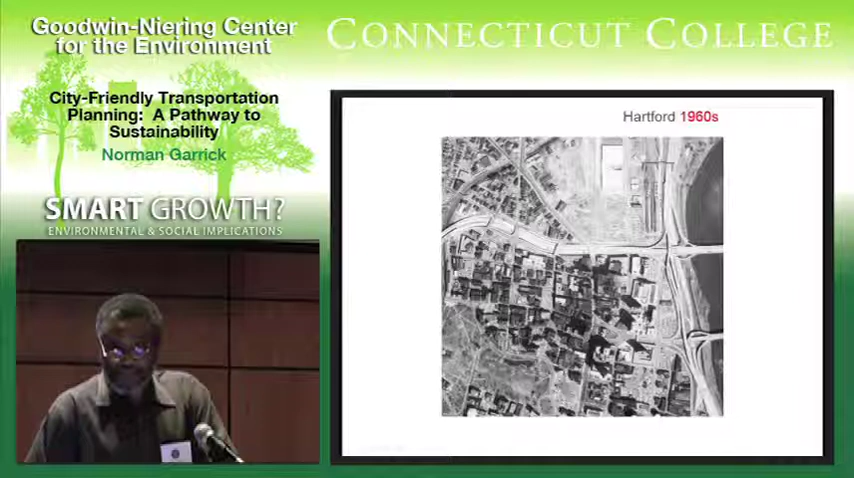 Goodwin-Niering Center
for the Environment
City-Friendly Transportation
Planning: A Pathway to
Sustainability
Norman Garrick
SMART GROWTH?
ENVIRONMENTAL & SOCIAL IMPLICATIONS
CONNECTICUT COLLEGE
Hartford 1960s